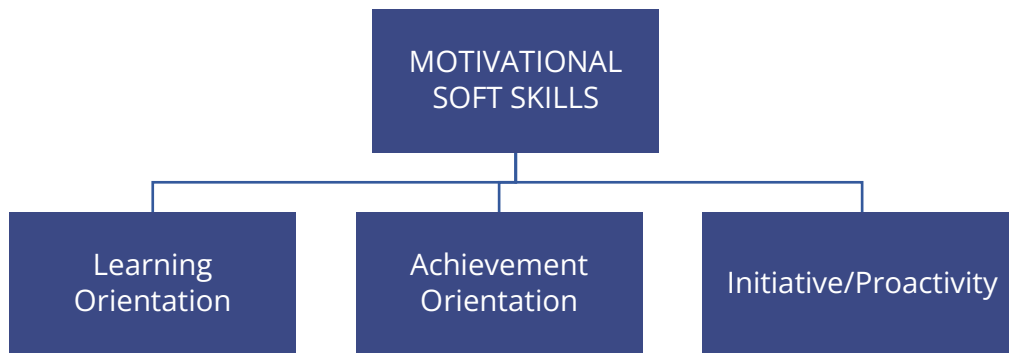 MOTIVATIONAL
SOFT SKILLS
Learning
Orientation
Achievement
Orientation
Initiative/Proactivity